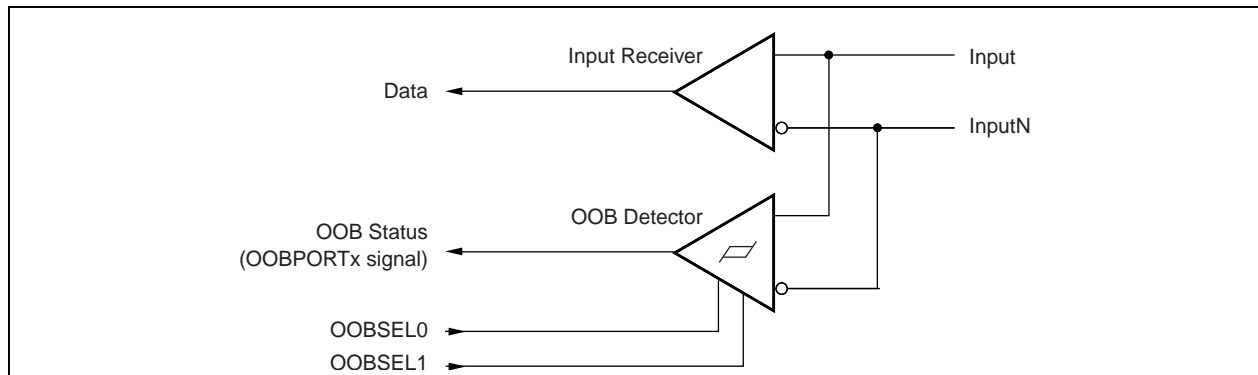 Input Receiver
Input
Data
InputN
OOB Detector
OOB Status
(OOBPORTx signal)
OOBSEL0
OOBSEL1